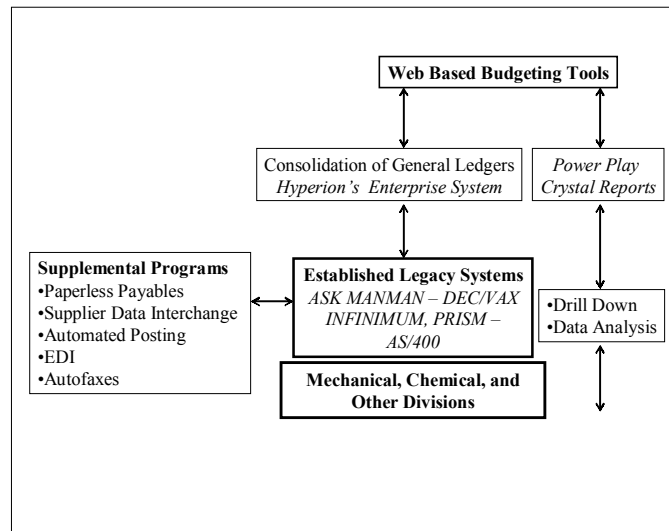 Web Based Budgeting Tools
Consolidation of General Ledgers
Hyperion's Enterprise System
Power Play
Crystal Reports
Supplemental Programs
•Paperless Payables
•Supplier Data Interchange
•Automated Posting
•EDI
•Autofaxes
Established Legacy Systems
ASK MANMAN – DEC/VAX
INFINIMUM, PRISM –
AS/400
•Drill Down
•Data Analysis
Mechanical, Chemical, and
Other Divisions